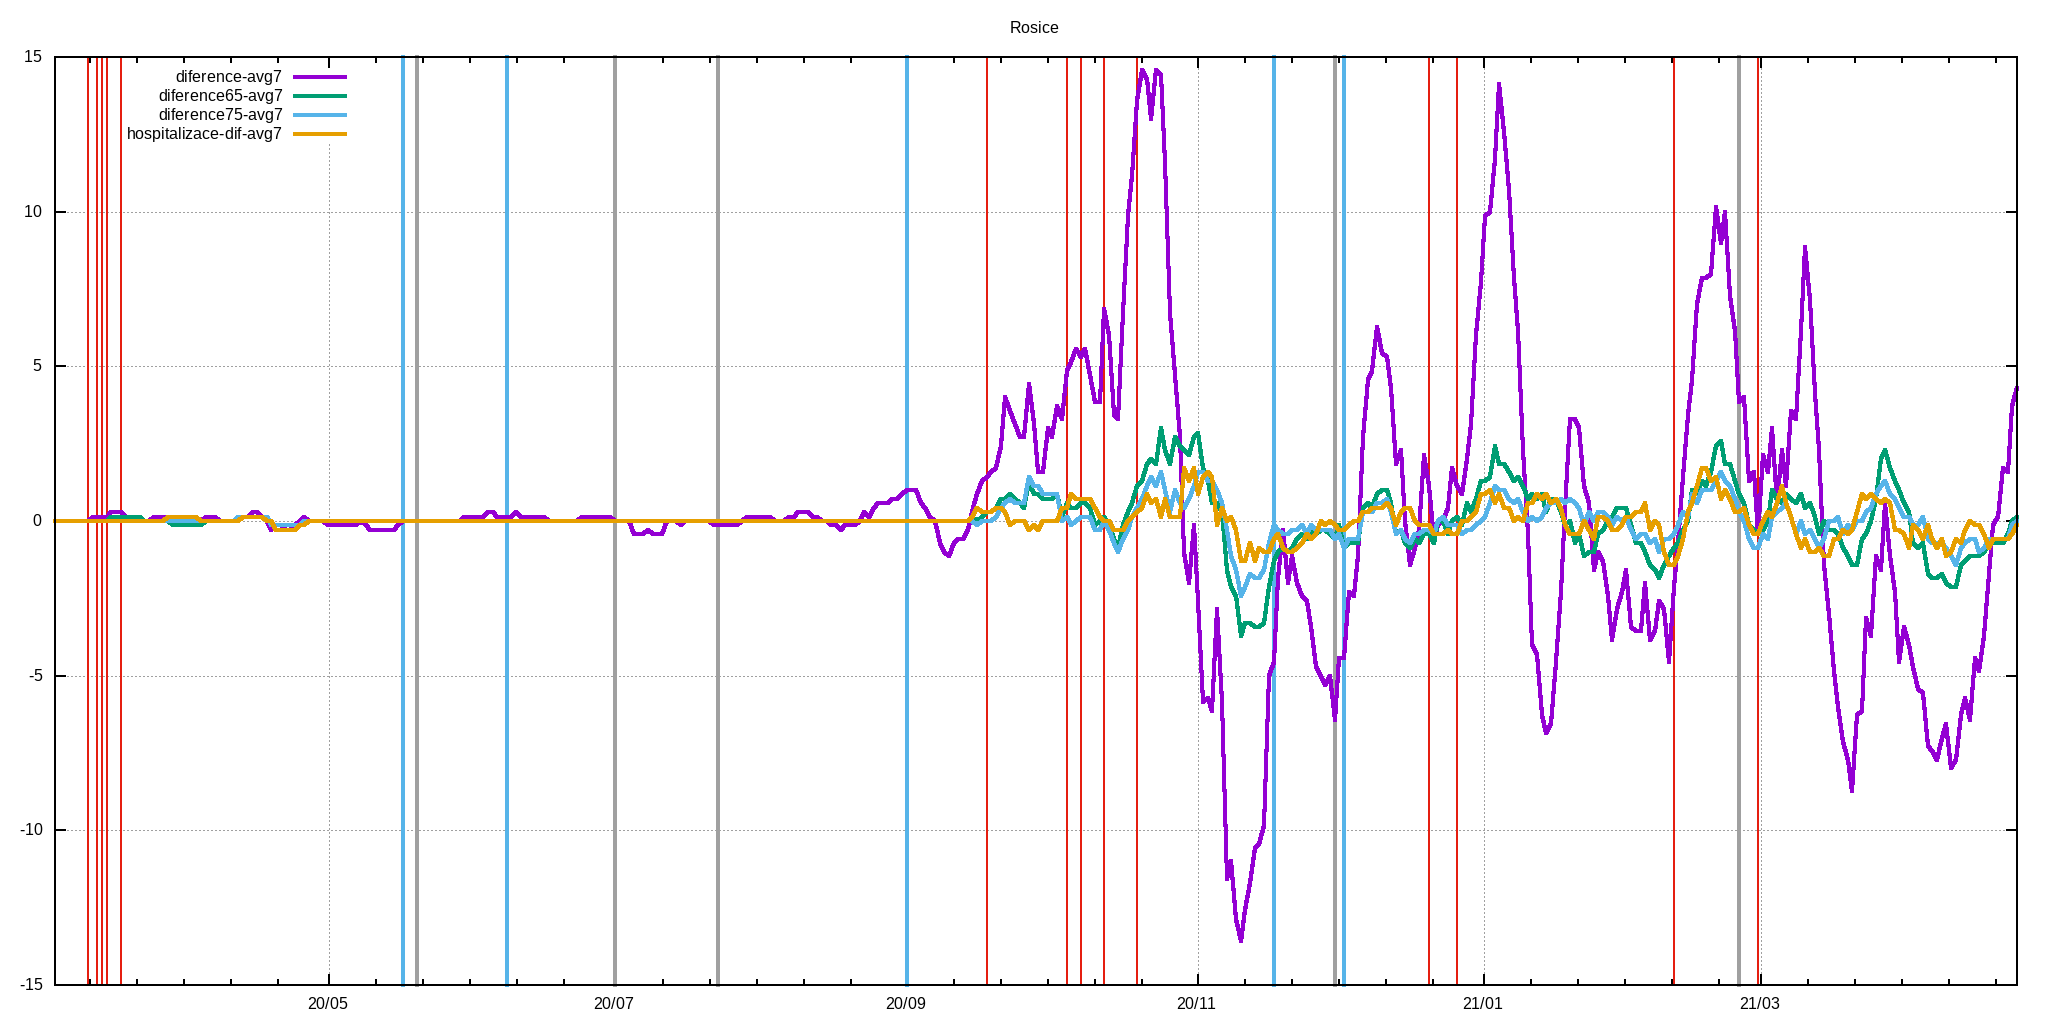 Rosice
15
diference-avg7
diference65-avg7
diference75-avg7
hospitalizace-dif-avg7
10
5
0
-5
-10
-15
20/05 20/07 20/09 20/11 21/01 21/03